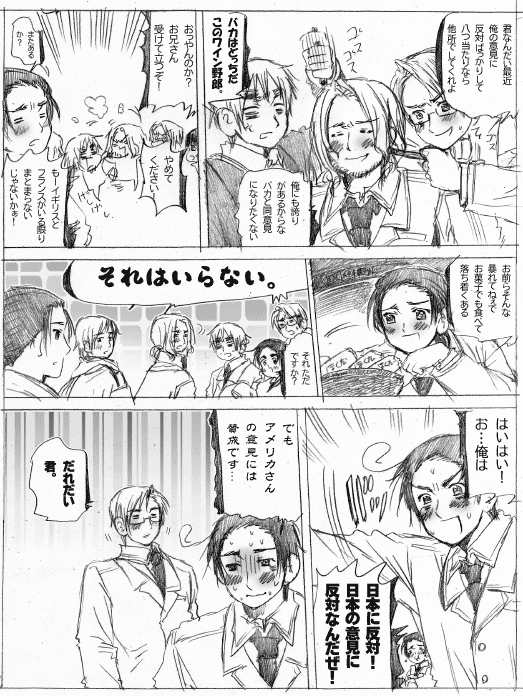 君なんだい最近
俺の意見に
反対ばっかりして
八つ当たりなら
他所でしてくれよ
ゴス
ゴス
俺にも誇り
があるからな
バカと同意見
になりたくない
バカはどっちだ
このワイン野郎。
おっやんのか?
お兄さん
受けて立つぞ!
やめて
ください
もーイギリスと
フランスがいる限り
まとまらない
じゃないかぁ!
またある
か?
お前らそんな
暴れてねえで
お菓子でも食べて
落ち着くある
それはいらない。
それただ
ですか?
はいはい!
お…俺は
日本に反対!
日本の意見に
反対なんだぜ!
でも
アメリカさん
の意見には
賛成です…
だれだい
君。